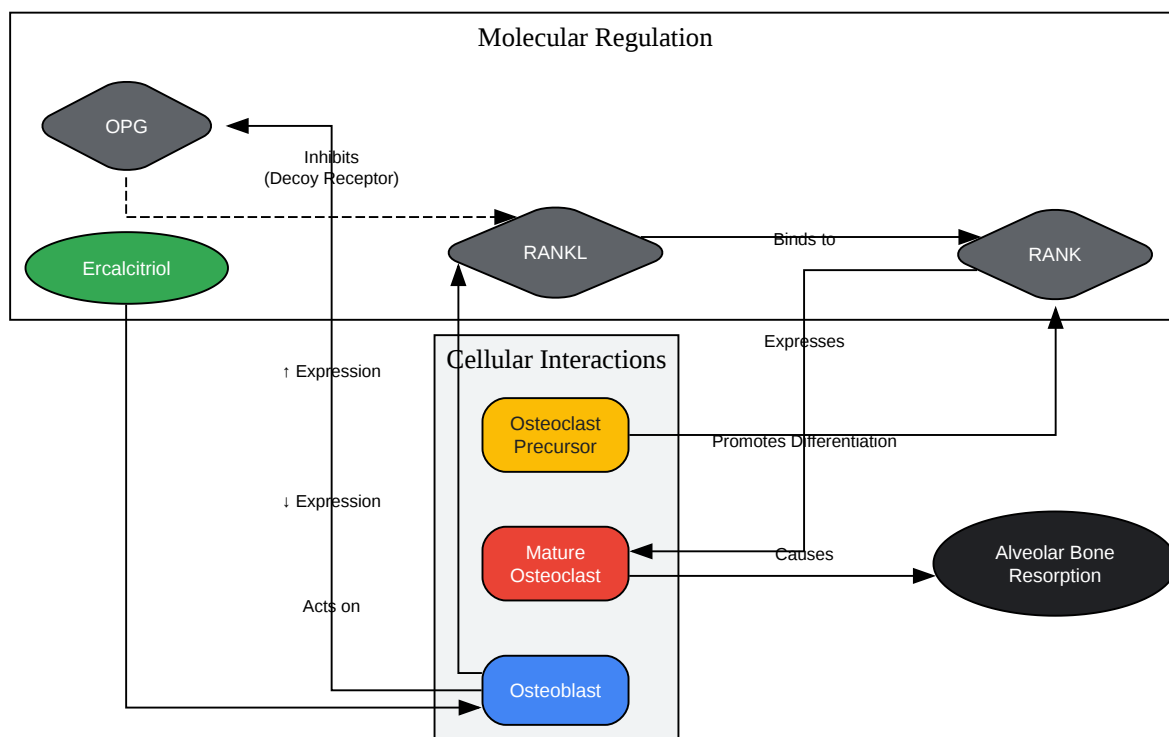 Molecular Regulation
OPG
Inhibits
(Decoy Receptor)
RANKL
Binds to
RANK
Ercalcitriol
Expresses
Cellular Interactions
↑ Expression
Osteoclast
Precursor
Promotes Differentiation
↓ Expression
Mature
Osteoclast
Causes
Alveolar Bone
Resorption
Acts on
Osteoblast